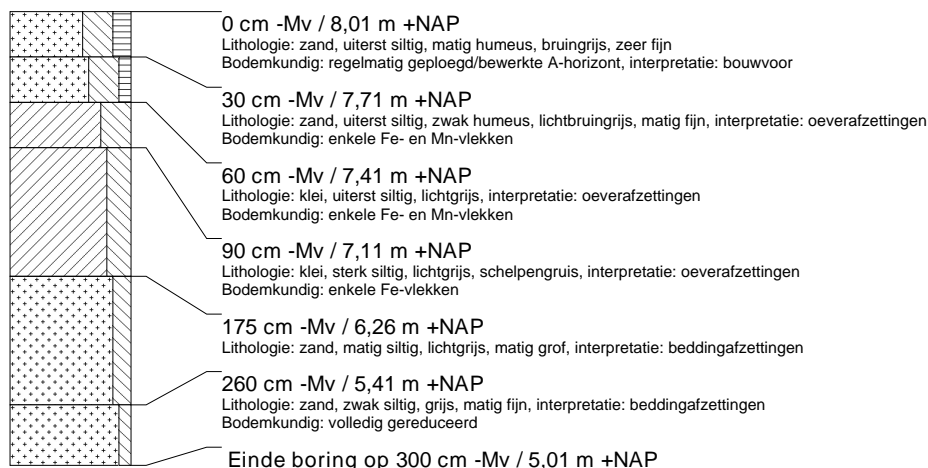 0 cm -Mv / 8,01 m +NAP
Lithologie: zand, uiterst siltig, matig humeus, bruingrijs, zeer fijn
Bodemkundig: regelmatig geploegd/bewerkte A-horizont, interpretatie: bouwvoor
30 cm -Mv / 7,71 m +NAP
Lithologie: zand, uiterst siltig, zwak humeus, lichtbruingrijs, matig fijn, interpretatie: oeverafzettingen
Bodemkundig: enkele Fe- en Mn-vlekken
60 cm -Mv / 7,41 m +NAP
Lithologie: klei, uiterst siltig, lichtgrijs, interpretatie: oeverafzettingen
Bodemkundig: enkele Fe- en Mn-vlekken
90 cm -Mv / 7,11 m +NAP
Lithologie: klei, sterk siltig, lichtgrijs, schelpengruis, interpretatie: oeverafzettingen
Bodemkundig: enkele Fe-vlekken
175 cm -Mv / 6,26 m +NAP
Lithologie: zand, matig siltig, lichtgrijs, matig grof, interpretatie: beddingafzettingen
260 cm -Mv / 5,41 m +NAP
Lithologie: zand, zwak siltig, grijs, matig fijn, interpretatie: beddingafzettingen
Bodemkundig: volledig gereduceerd
Einde boring op 300 cm -Mv / 5,01 m +NAP